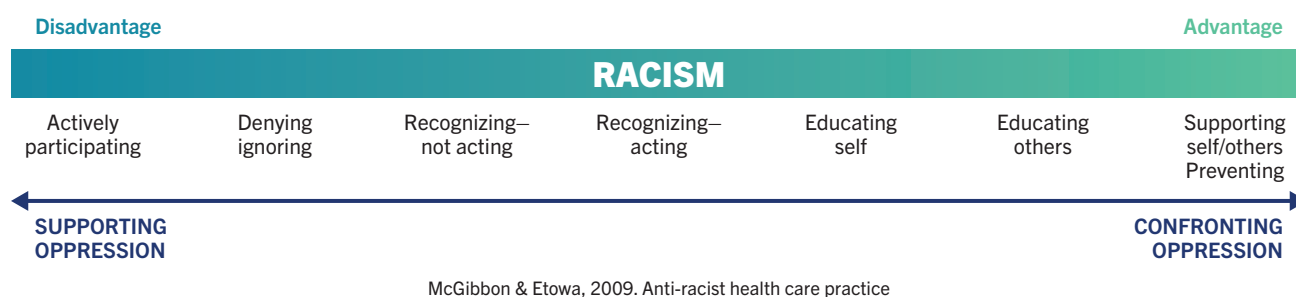 Disadvantage
Advantage
RACISM
Actively
participating
Denying
ignoring
Recognizing–
not acting
Recognizing–
acting
Educating
self
Educating
others
Supporting
self/others
Preventing
SUPPORTING
OPPRESSION
CONFRONTING
OPPRESSION
McGibbon & Etowa, 2009. Anti-racist health care practice